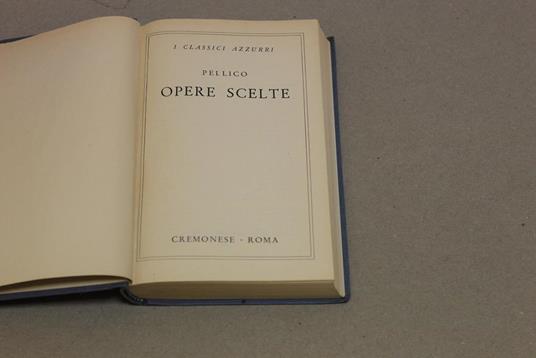 I CLASSICI AZZURRI
PELLICO
OPERE SCELTE
CREMONESE - ROMA